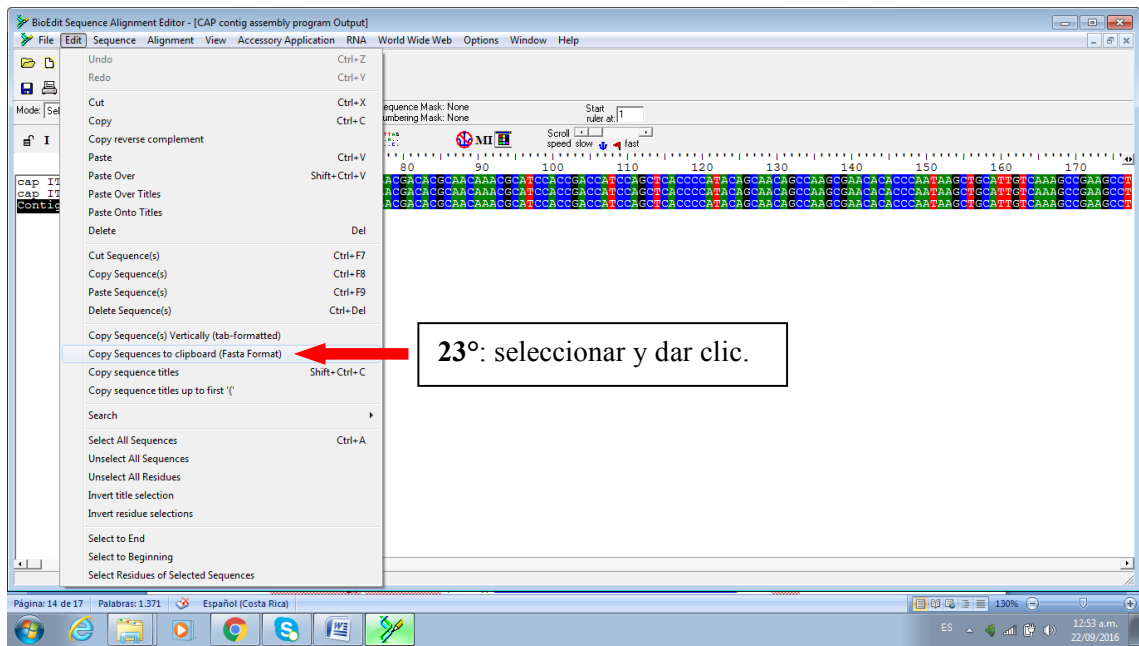 BioEdit Sequence Alignment Editor - [CAP contig assembly program Output]
File Edit Sequence Alignment View Accessory Application RNA World Wide Web Options Window Help
Undo Ctrl+Z
Redo Ctrl+Y
Cut Ctrl+X
Copy Ctrl+C
Copy reverse complement
Paste Ctrl+V
Paste Over Shift+Ctrl+V
Paste Over Titles
Paste Onto Titles
Delete Del
Cut Sequence(s) Ctrl+F7
Copy Sequence(s) Ctrl+F8
Paste Sequence(s) Ctrl+F9
Delete Sequence(s) Ctrl+Del
Copy Sequence(s) Vertically (tab-formatted)
Copy Sequences to clipboard (Fasta Format)
Copy sequence titles Shift+Ctrl+C
Copy sequence titles up to first '('
Search
Select All Sequences Ctrl+A
Unselect All Sequences
Unselect All Residues
Invert title selection
Invert residue selections
Select to End
Select to Beginning
Select Residues of Selected Sequences
Mode: Sel
equence Mask: None
umbering Mask: None
Start
ruler at: 1
I
MI
Scroll
speed slow fast
80 90 100 110 120 130 140 150 160 170
cap IT
cap IT
Contig
ACGACACGCAACAAACGCATCCACCGACCATCCAGCTCACCCCATACAGCAACAGCCAAGCGAACACACCCAATAAGCTGCATTGTCAAAGCCGAAGCCT
ACGACACGCAACAAACGCATCCACCGACCATCCAGCTCACCCCATACAGCAACAGCCAAGCGAACACACCCAATAAGCTGCATTGTCAAAGCCGAAGCCT
ACGACACGCAACAAACGCATCCACCGACCATCCAGCTCACCCCATACAGCAACAGCCAAGCGAACACACCCAATAAGCTGCATTGTCAAAGCCGAAGCCT
23°: seleccionar y dar clic.
Página: 14 de 17 Palabras: 1.371 Español (Costa Rica) 130%
ES 12:53 a.m.
22/09/2016